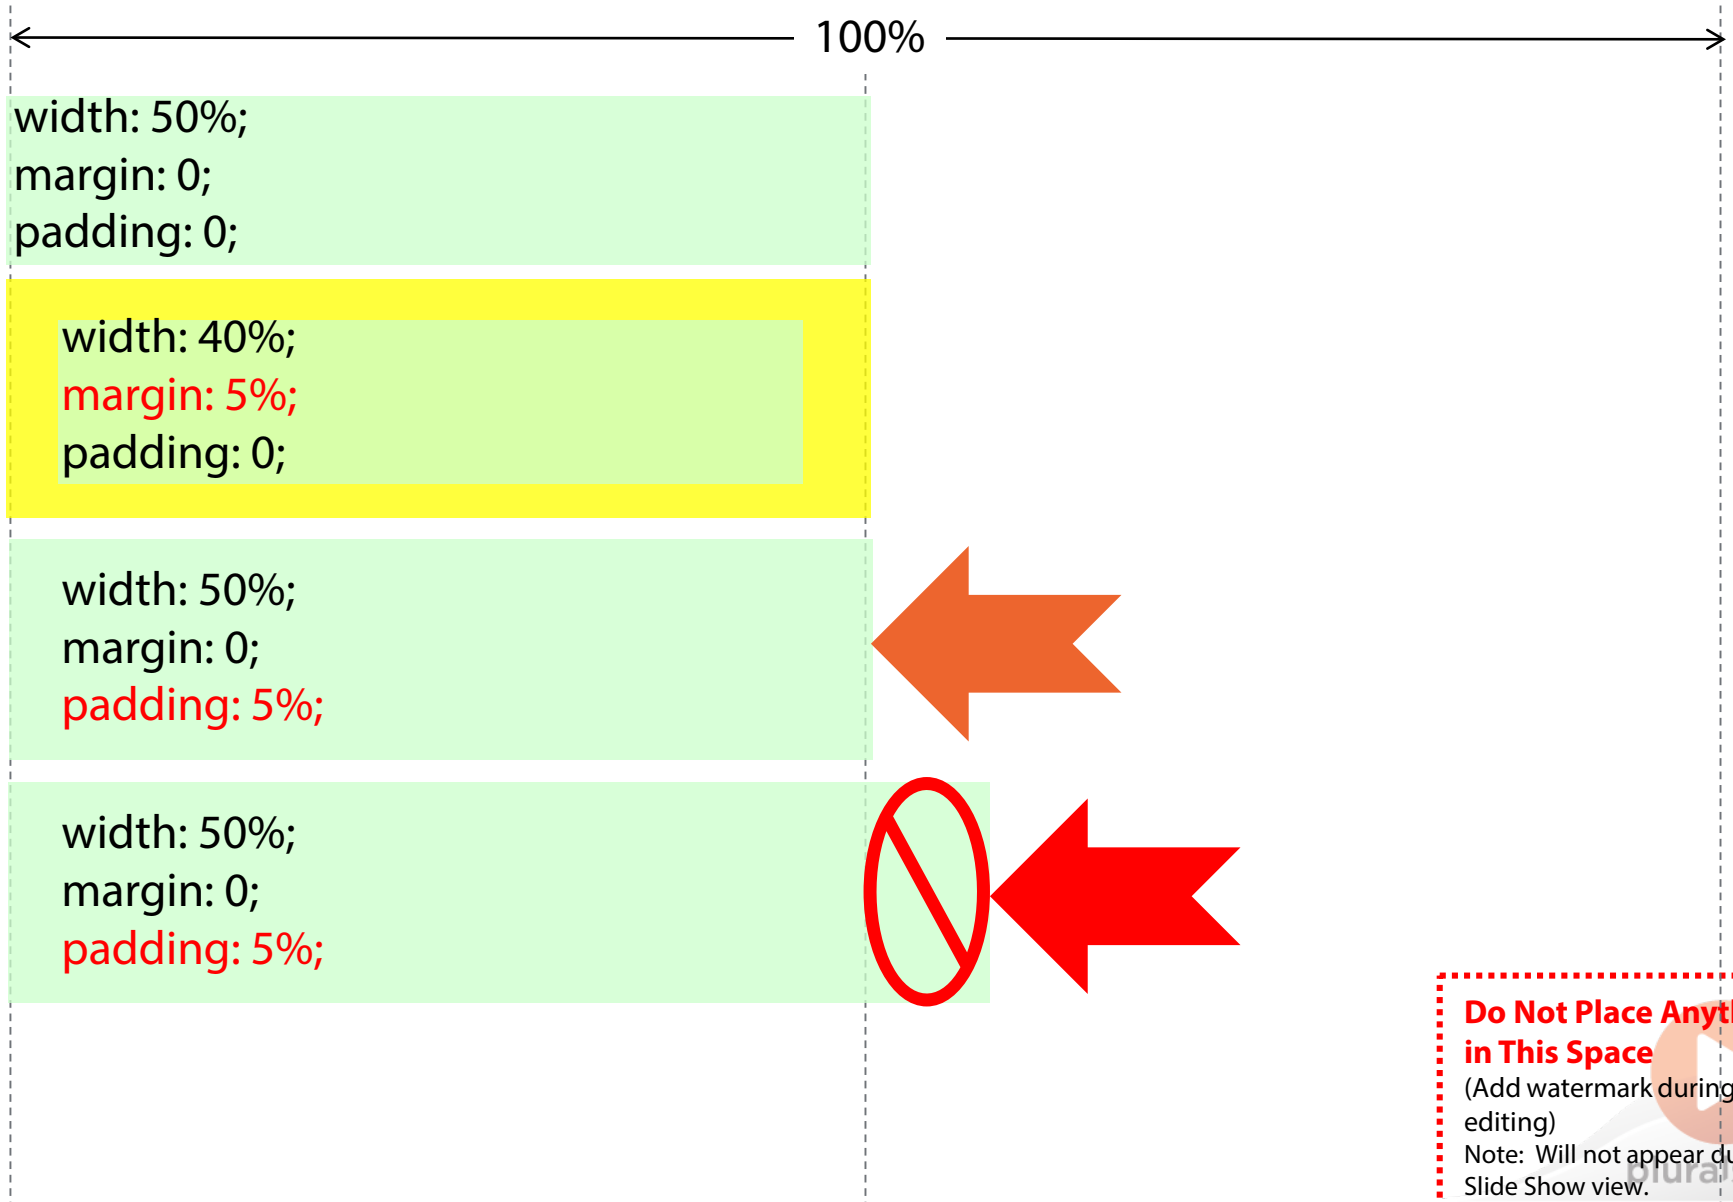 100%
width: 50%;
margin: 0;
padding: 0;
width: 40%;
margin: 5%;
padding: 0;
width: 50%;
margin: 0;
padding: 5%;
width: 50%;
margin: 0;
padding: 5%;
Do Not Place
in This Space
(Add watermark during
editing)
Note: Will not appear
Slide Show view.